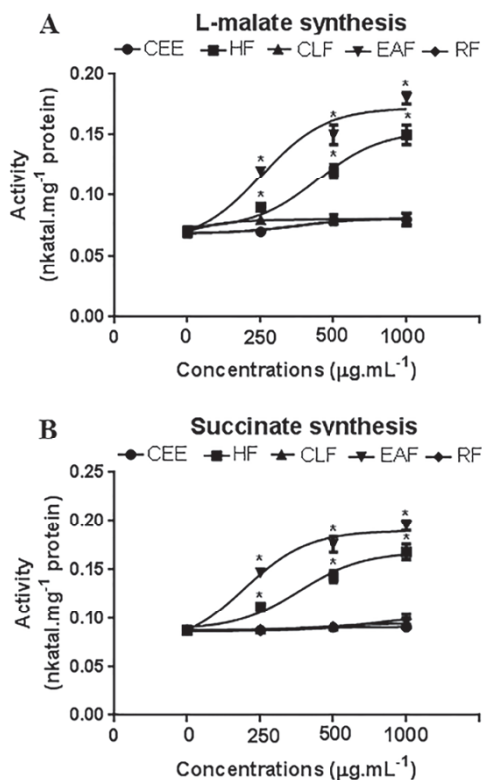 A
L-malate synthesis
CEE HF CLF EAF RF
Activity
(nkatal.mg⁻¹ protein)
0.20
0.15
0.10
0.05
0.00
* * *
* * *
0 0 250 500 1000
Concentrations (µg.mL⁻¹)
B
Succinate synthesis
CEE HF CLF EAF RF
Activity
(nkatal.mg⁻¹ protein)
0.25
0.20
0.15
0.10
0.05
0.00
* * *
* * *
0 0 250 500 1000
Concentrations (µg.mL⁻¹)